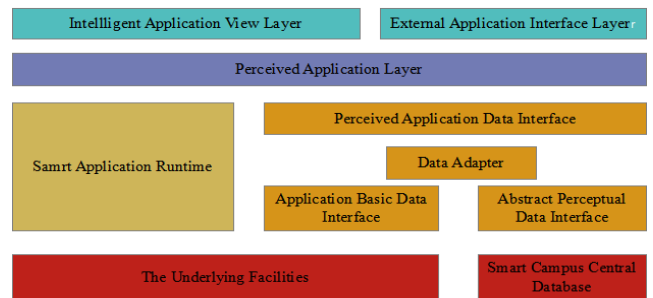 Intellligent Application View Layer
External Application Interface Layerr
Perceived Application Layer
Samrt Application Runtime
Perceived Application Data Interface
Data Adapter
Application Basic Data
Interface
Abstract Perceptual
Data Interface
The Underlying Facilities
Smart Campus Central
Database